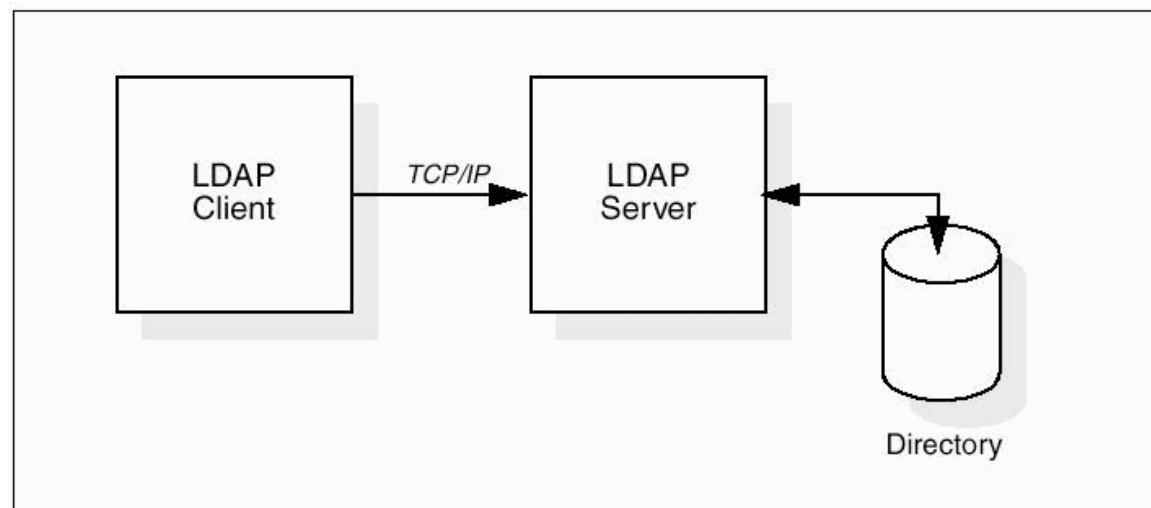 LDAP
Client
TCP/IP
LDAP
Server
Directory